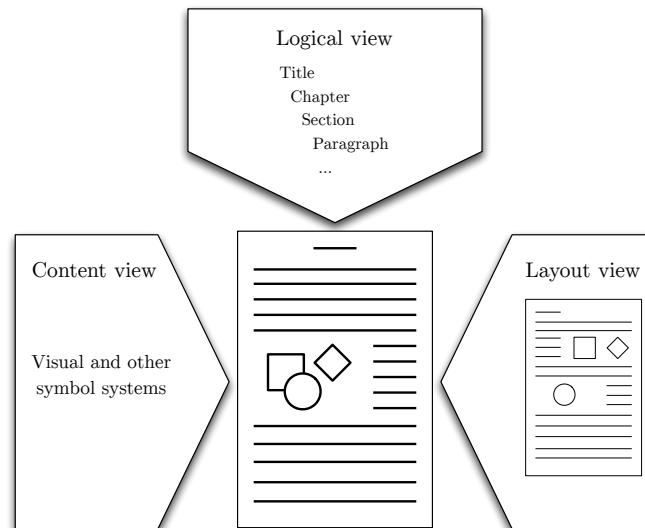 Logical view
Title
Chapter
Section
Paragraph
...
Content view
Visual and other
symbol systems
Layout view